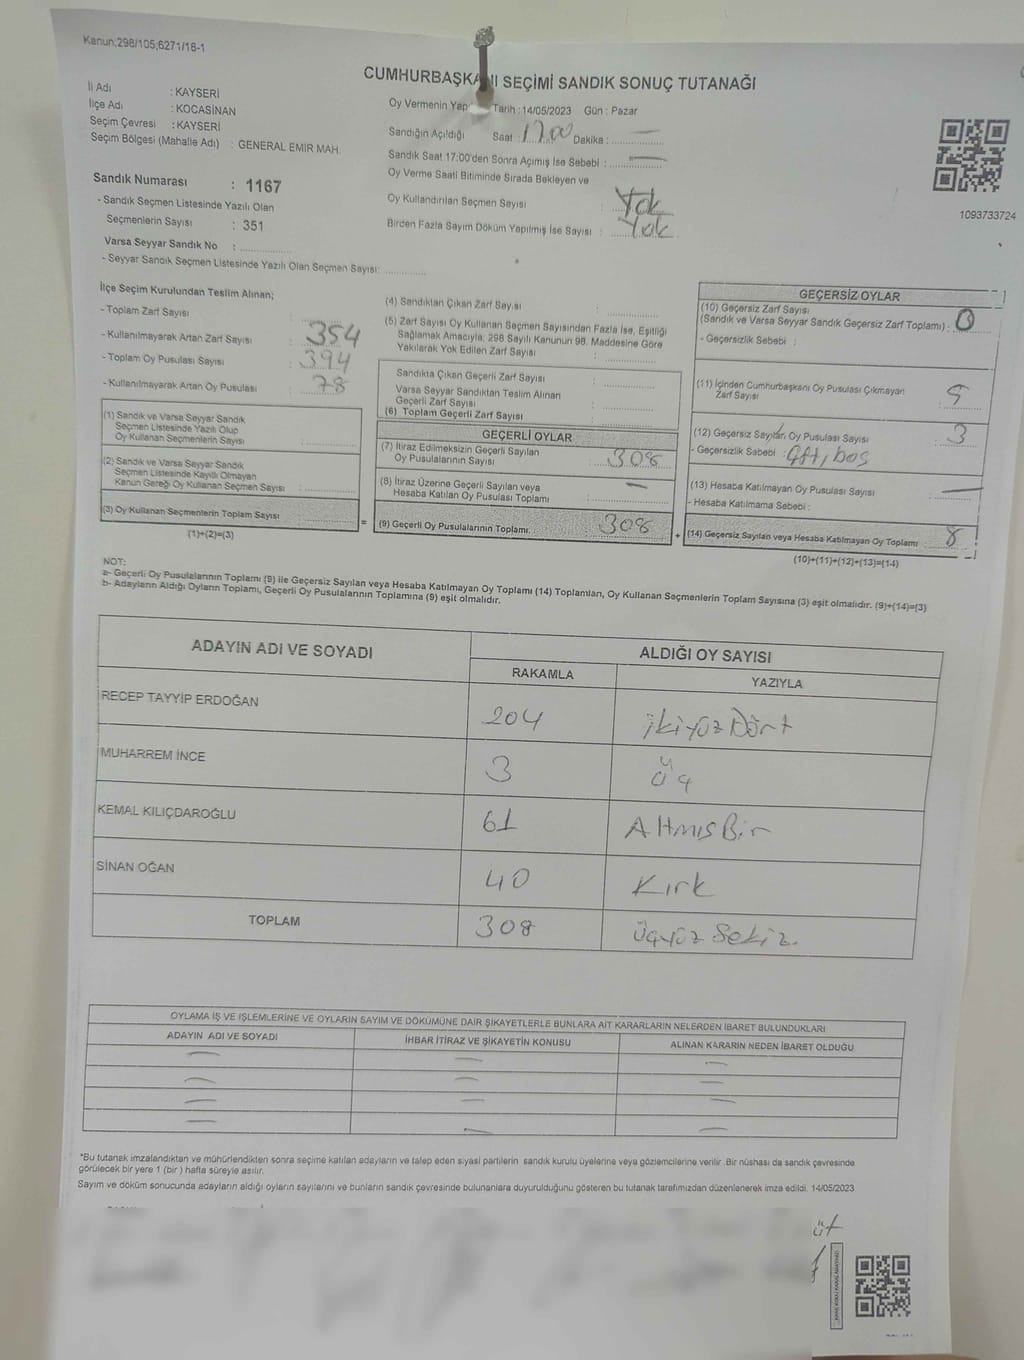 Kanun;298/105;6271/18-1
CUMHURBAŞKANI SEÇİMİ SANDIK SONUÇ TUTANAĞI
İl Adı : KAYSERİ
İlçe Adı : KOCASİNAN
Seçim Çevresi : KAYSERİ
Seçim Bölgesi (Mahalle Adı) : GENERAL EMİR MAH.
Sandık Numarası : 1167
- Sandık Seçmen Listesinde Yazılı Olan
Seçmenlerin Sayısı : 351
Varsa Seyyar Sandık No : ..............
- Seyyar Sandık Seçmen Listesinde Yazılı Olan Seçmen Sayısı: ............
Oy Vermenin Yap Tarih : 14/05/2023 Gün : Pazar
Sandığın Açıldığı Saat : 17.00 Dakika : —
Sandık Saat 17:00'den Sonra Açımış İse Sebebi : —
Oy Verme Saati Bitiminde Sırada Bekleyen ve
Oy Kullandırılan Seçmen Sayısı : Yok
Birden Fazla Sayım Döküm Yapılmış İse Sayısı : Yok
1093733724
İlçe Seçim Kurulundan Teslim Alınan;
- Toplam Zarf Sayısı :
- Kullanılmayarak Artan Zarf Sayısı : 354
- Toplam Oy Pusulası Sayısı : 394
- Kullanılmayarak Artan Oy Pusulası : 78
(1) Sandık ve Varsa Seyyar Sandık
Seçmen Listesinde Yazılı Olup
Oy Kullanan Seçmenlerin Sayısı :
(2) Sandık ve Varsa Seyyar Sandık
Seçmen Listesinde Kayıtlı Olmayan
Kanun Gereği Oy Kullanan Seçmen Sayısı :
(3) Oy Kullanan Seçmenlerin Toplam Sayısı
(1)+(2)=(3)
(4) Sandıktan Çıkan Zarf Sayısı :
(5) Zarf Sayısı Oy Kullanan Seçmen Sayısından Fazla İse, Eşitliği
Sağlamak Amacıyla; 298 Sayılı Kanunun 98. Maddesine Göre
Yakılarak Yok Edilen Zarf Sayısı :
Sandıkta Çıkan Geçerli Zarf Sayısı :
Varsa Seyyar Sandıktan Teslim Alınan
Geçerli Zarf Sayısı :
(6) Toplam Geçerli Zarf Sayısı :
GEÇERLİ OYLAR
(7) İtiraz Edilmeksizin Geçerli Sayılan
Oy Pusulalarının Sayısı : 308
(8) İtiraz Üzerine Geçerli Sayılan veya
Hesaba Katılan Oy Pusulası Toplamı : —
= (9) Geçerli Oy Pusulalarının Toplamı: 308
GEÇERSİZ OYLAR
(10) Geçersiz Zarf Sayısı
(Sandık ve Varsa Seyyar Sandık Geçersiz Zarf Toplamı) : 0
- Geçersizlik Sebebi :
(11) İçinden Cumhurbaşkanı Oy Pusulası Çıkmayan
Zarf Sayısı : 5
(12) Geçersiz Sayılan Oy Pusulası Sayısı : 3
- Geçersizlik Sebebi : Çift, boş
(13) Hesaba Katılmayan Oy Pusulası Sayısı : —
- Hesaba Katılmama Sebebi :
+ (14) Geçersiz Sayılan veya Hesaba Katılmayan Oy Toplamı : 8
(10)+(11)+(12)+(13)=(14)
NOT:
a- Geçerli Oy Pusulalarının Toplamı (9) ile Geçersiz Sayılan veya Hesaba Katılmayan Oy Toplamı (14) Toplamları, Oy Kullanan Seçmenlerin Toplam Sayısına (3) eşit olmalıdır. (9)+(14)=(3)
b- Adayların Aldığı Oyların Toplamı, Geçerli Oy Pusulalarının Toplamına (9) eşit olmalıdır.
ADAYIN ADI VE SOYADI ALDIĞI OY SAYISI
RAKAMLA YAZIYLA
RECEP TAYYİP ERDOĞAN 204 ikiyüz Dört
MUHARREM İNCE 3 Üç
KEMAL KILIÇDAROĞLU 61 Altmış Bir
SİNAN OĞAN 40 Kırk
TOPLAM 308 üçyüz Sekiz.
OYLAMA İŞ VE İŞLEMLERİNE VE OYLARIN SAYIM VE DÖKÜMÜNE DAİR ŞİKAYETLERLE BUNLARA AİT KARARLARIN NELERDEN İBARET BULUNDUKLARI
ADAYIN ADI VE SOYADI İHBAR İTİRAZ VE ŞİKAYETİN KONUSU ALINAN KARARIN NEDEN İBARET OLDUĞU
— — —
— — —
— — —
— — —
*Bu tutanak imzalandıktan ve mühürlendikten sonra seçime katılan adayların ve talep eden siyasi partilerin sandık kurulu üyelerine veya gözlemcilerine verilir. Bir nüshası da sandık çevresinde
görülecek bir yere 1 (bir ) hafta süreyle asılır.
Sayım ve döküm sonucunda adayların aldığı oyların sayılarını ve bunların sandık çevresinde bulunanlara duyurulduğunu gösteren bu tutanak tarafımızdan düzenlenerek imza edildi. 14/05/2023